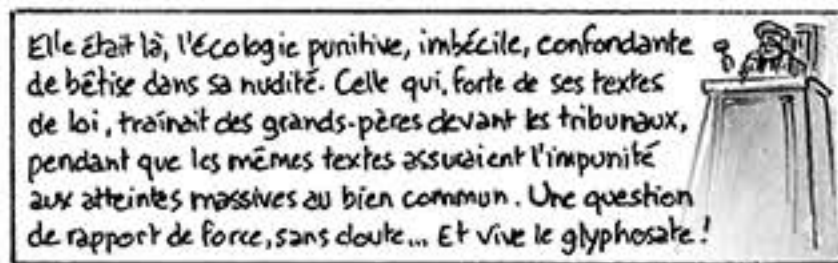 Elle était là, l'écologie punitive, imbécile, confondante
de bêtise dans sa nudité. Celle qui, forte de ses textes
de loi, traînait des grands-pères devant les tribunaux,
pendant que les mêmes textes assuraient l'impunité
aux atteintes massives au bien commun. Une question
de rapport de force, sans doute... Et vive le glyphosate !